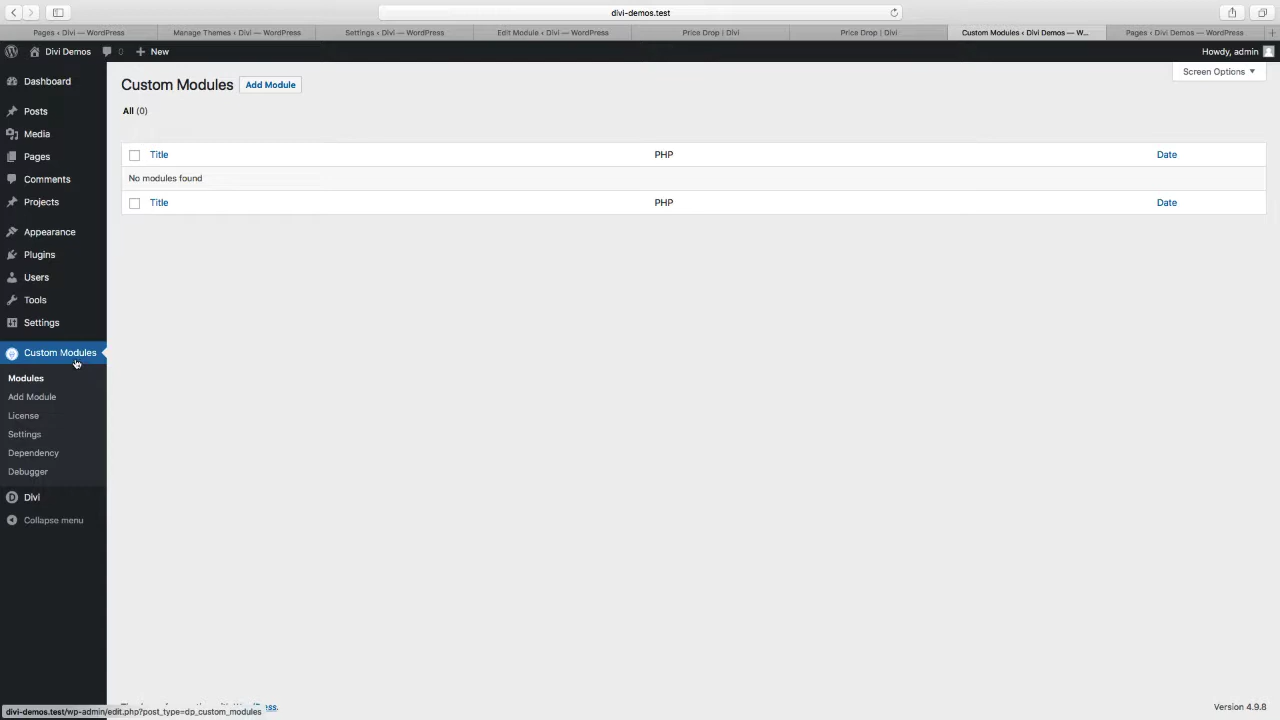 divi-demos.test
Pages ‹ Divi — WordPress
Manage Themes ‹ Divi — WordPress
Settings ‹ Divi — WordPress
Edit Module ‹ Divi — WordPress
Price Drop | Divi
Price Drop | Divi
Custom Modules ‹ Divi Demos — W...
Pages ‹ Divi Demos — WordPress
Divi Demos
0
New
Howdy, admin
Dashboard
Posts
Media
Pages
Comments
Projects
Appearance
Plugins
Users
Tools
Settings
Custom Modules
Modules
Add Module
License
Settings
Dependency
Debugger
Divi
Collapse menu
Custom Modules
Add Module
Screen Options
All (0)
Title PHP Date
No modules found
Title PHP Date
divi-demos.test/wp-admin/edit.php?post_type=dp_custom_modules
Version 4.9.8